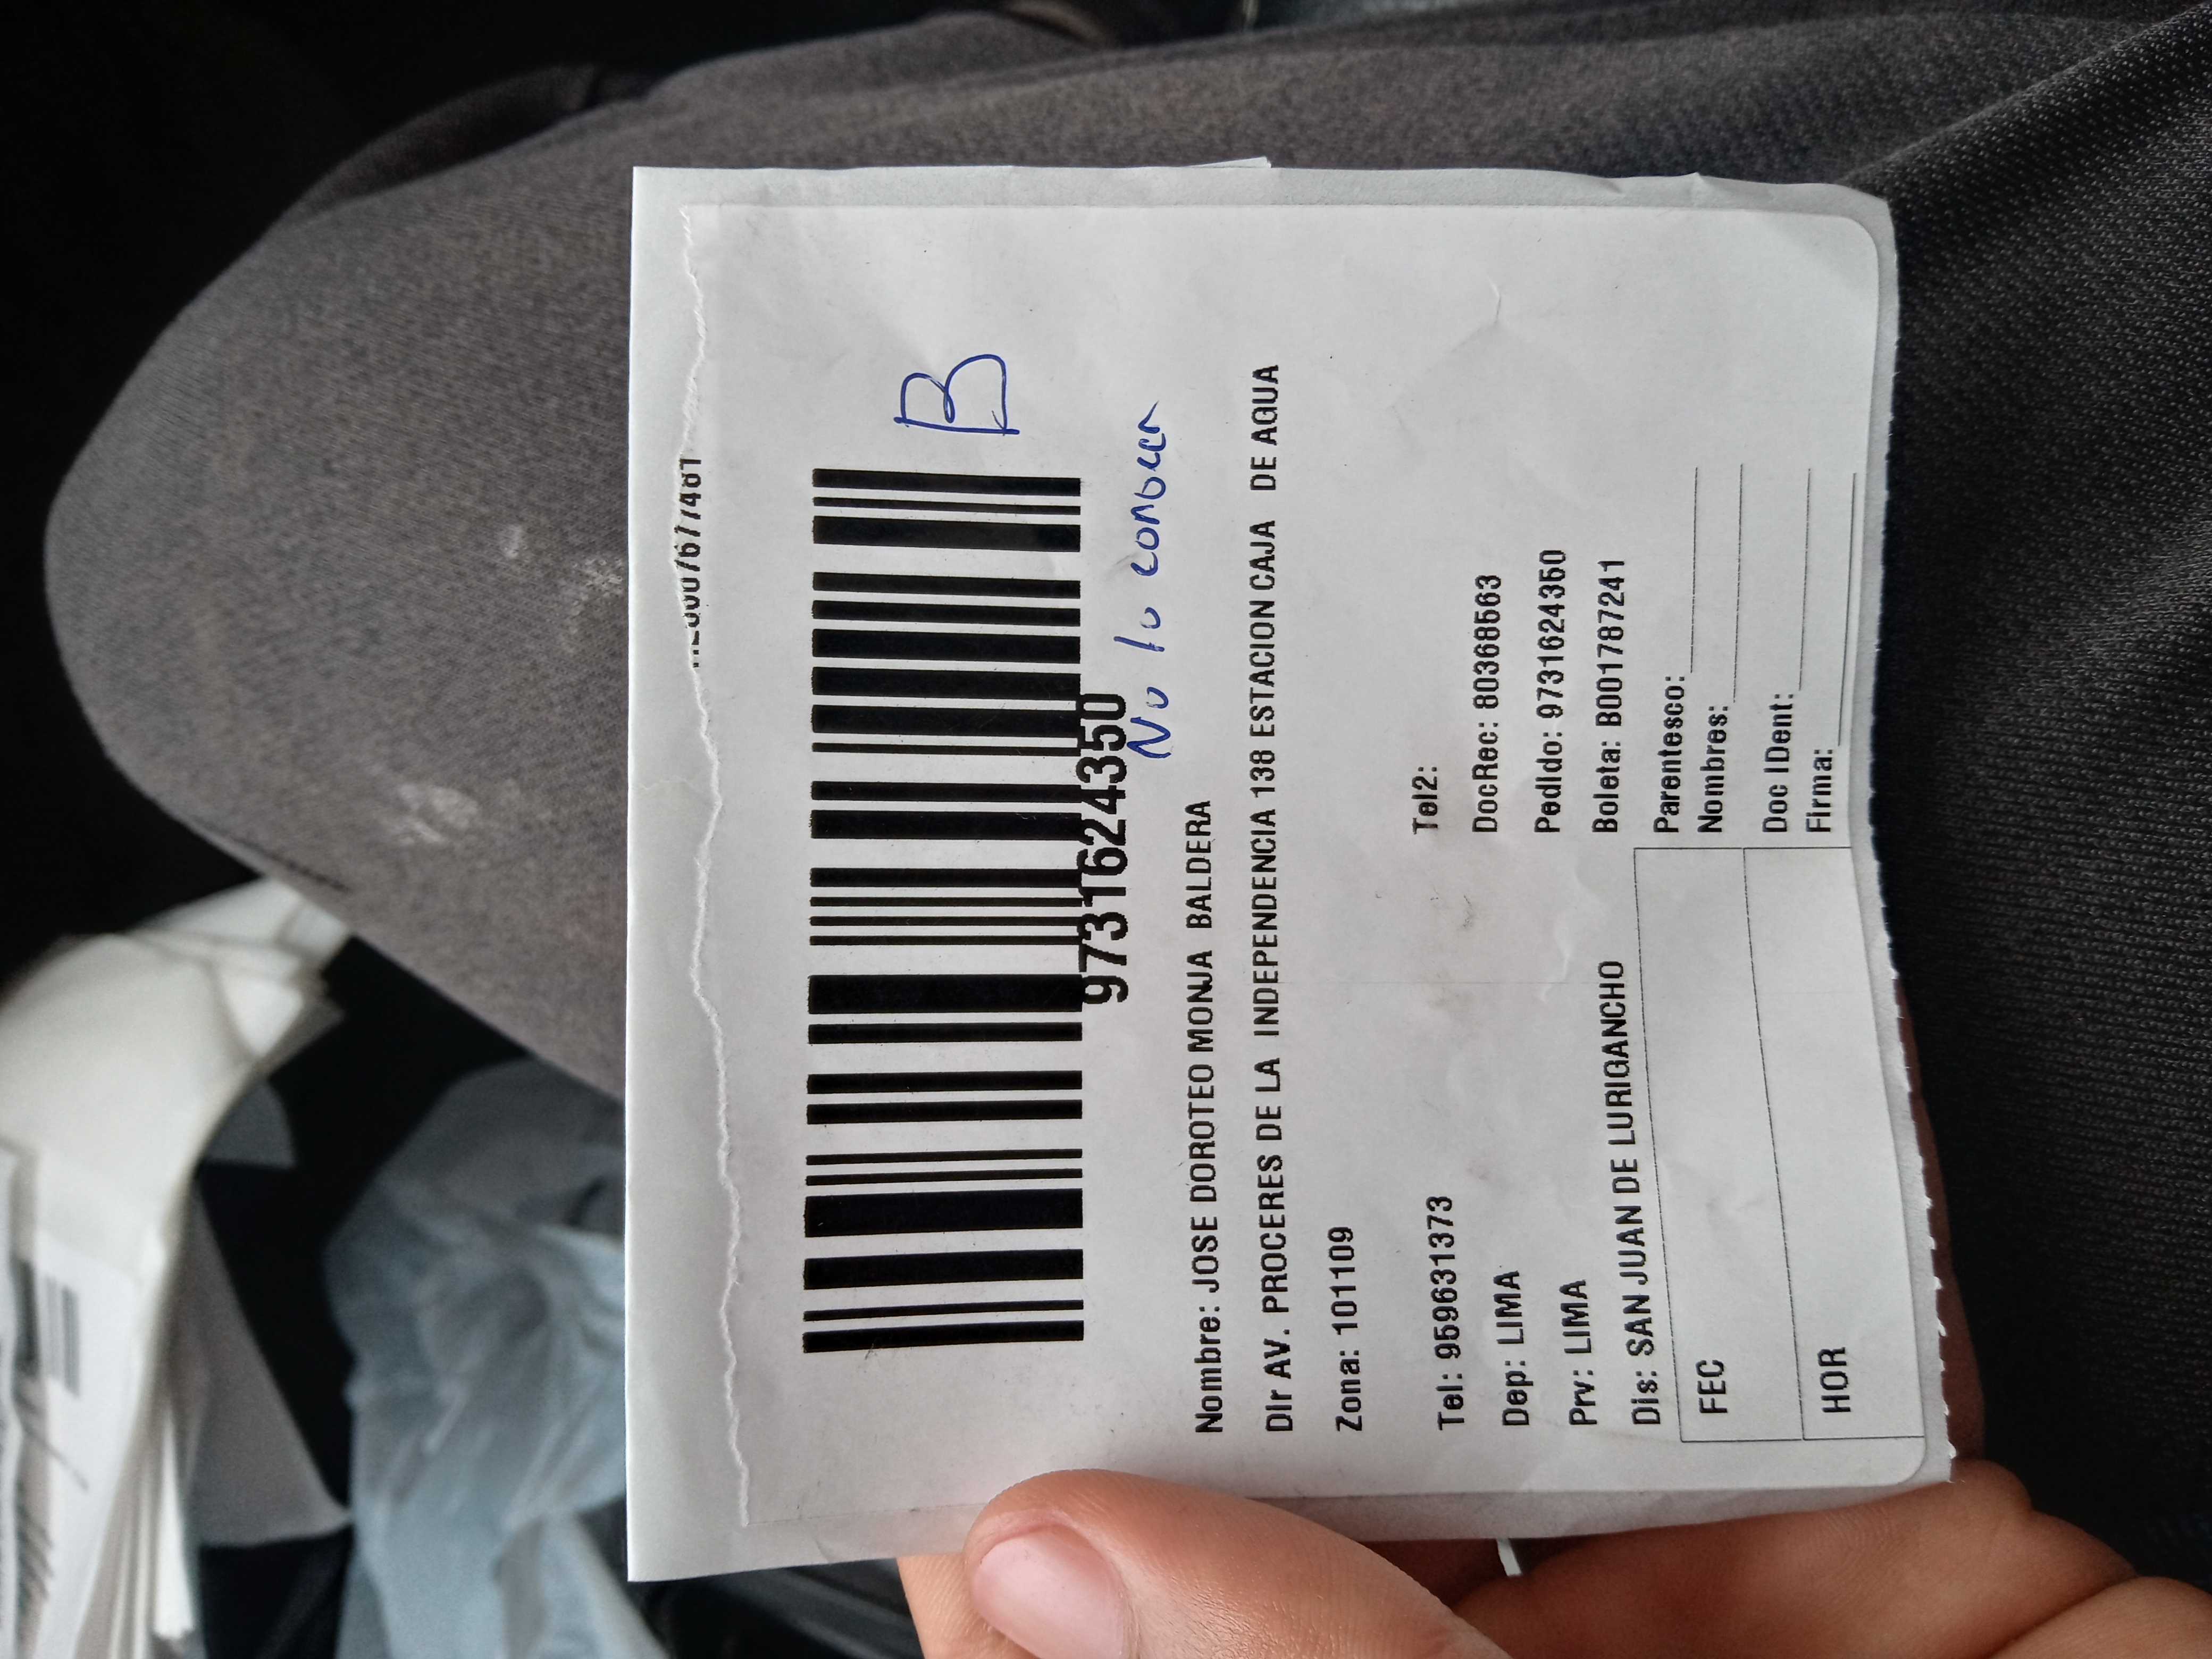 B
9731624350
No lo conocen
Nombre: JOSE DOROTEO MONJA BALDERA
DIr AV. PROCERES DE LA INDEPENDENCIA 138 ESTACION CAJA DE AGUA
Zona: 101109
Tel: 959631373 Tel2:
Dep: LIMA DocRec: 80368563
Prv: LIMA Pedido: 9731624350
Dis: SAN JUAN DE LURIGANCHO Boleta: B001787241
Parentesco:
FEC Nombres:
Doc IDent:
HOR Firma: